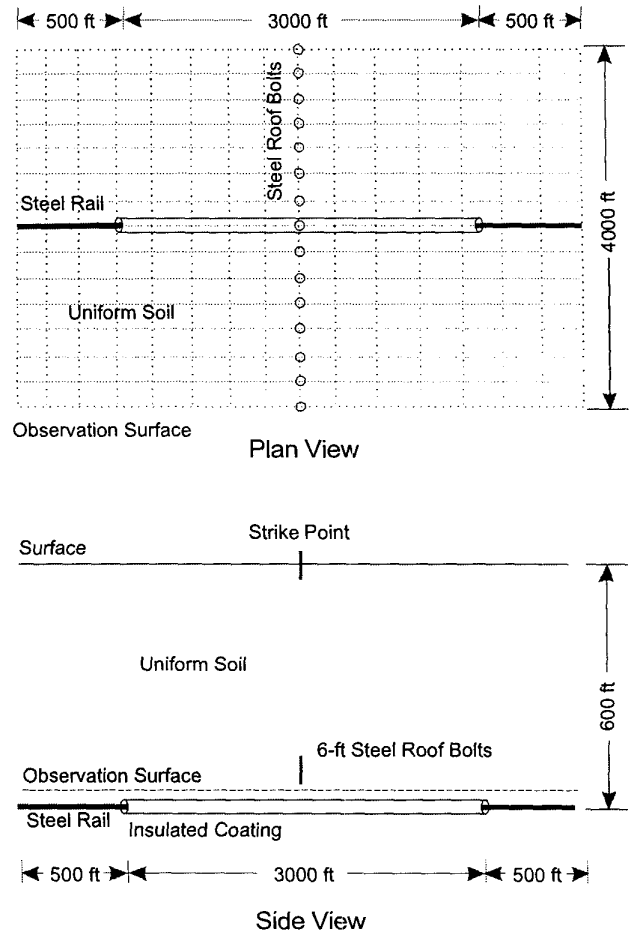 500 ft
3000 ft
500 ft
Steel Roof Bolts
Steel Rail
4000 ft
Uniform Soil
Observation Surface
Plan View
Strike Point
Surface
Uniform Soil
600 ft
6-ft Steel Roof Bolts
Observation Surface
Steel Rail
Insulated Coating
500 ft
3000 ft
500 ft
Side View